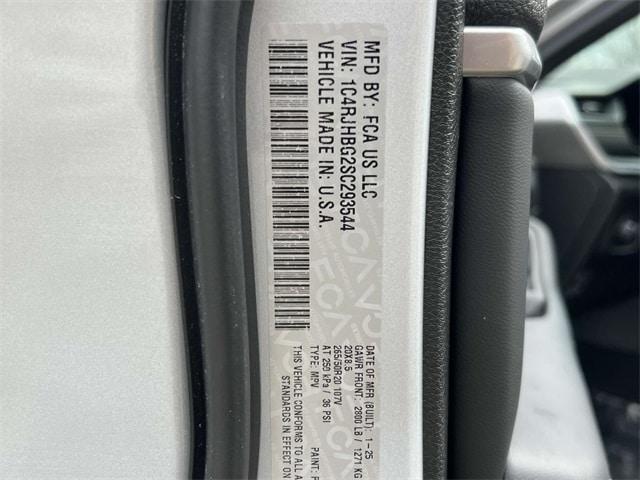 MFD BY: FCA US LLC
VIN: 1C4RJHBG2SC293544
VEHICLE MADE IN: U.S.A.
DATE OF MFR (BUILT): 1-25
GAWR FRONT: 2800 LB / 1271 KG
20X8.5
265/50R20 107V
AT 250 kPa / 36 PSI
TYPE: MPV PAINT:
THIS VEHICLE CONFORMS TO ALL
STANDARDS IN EFFECT ON